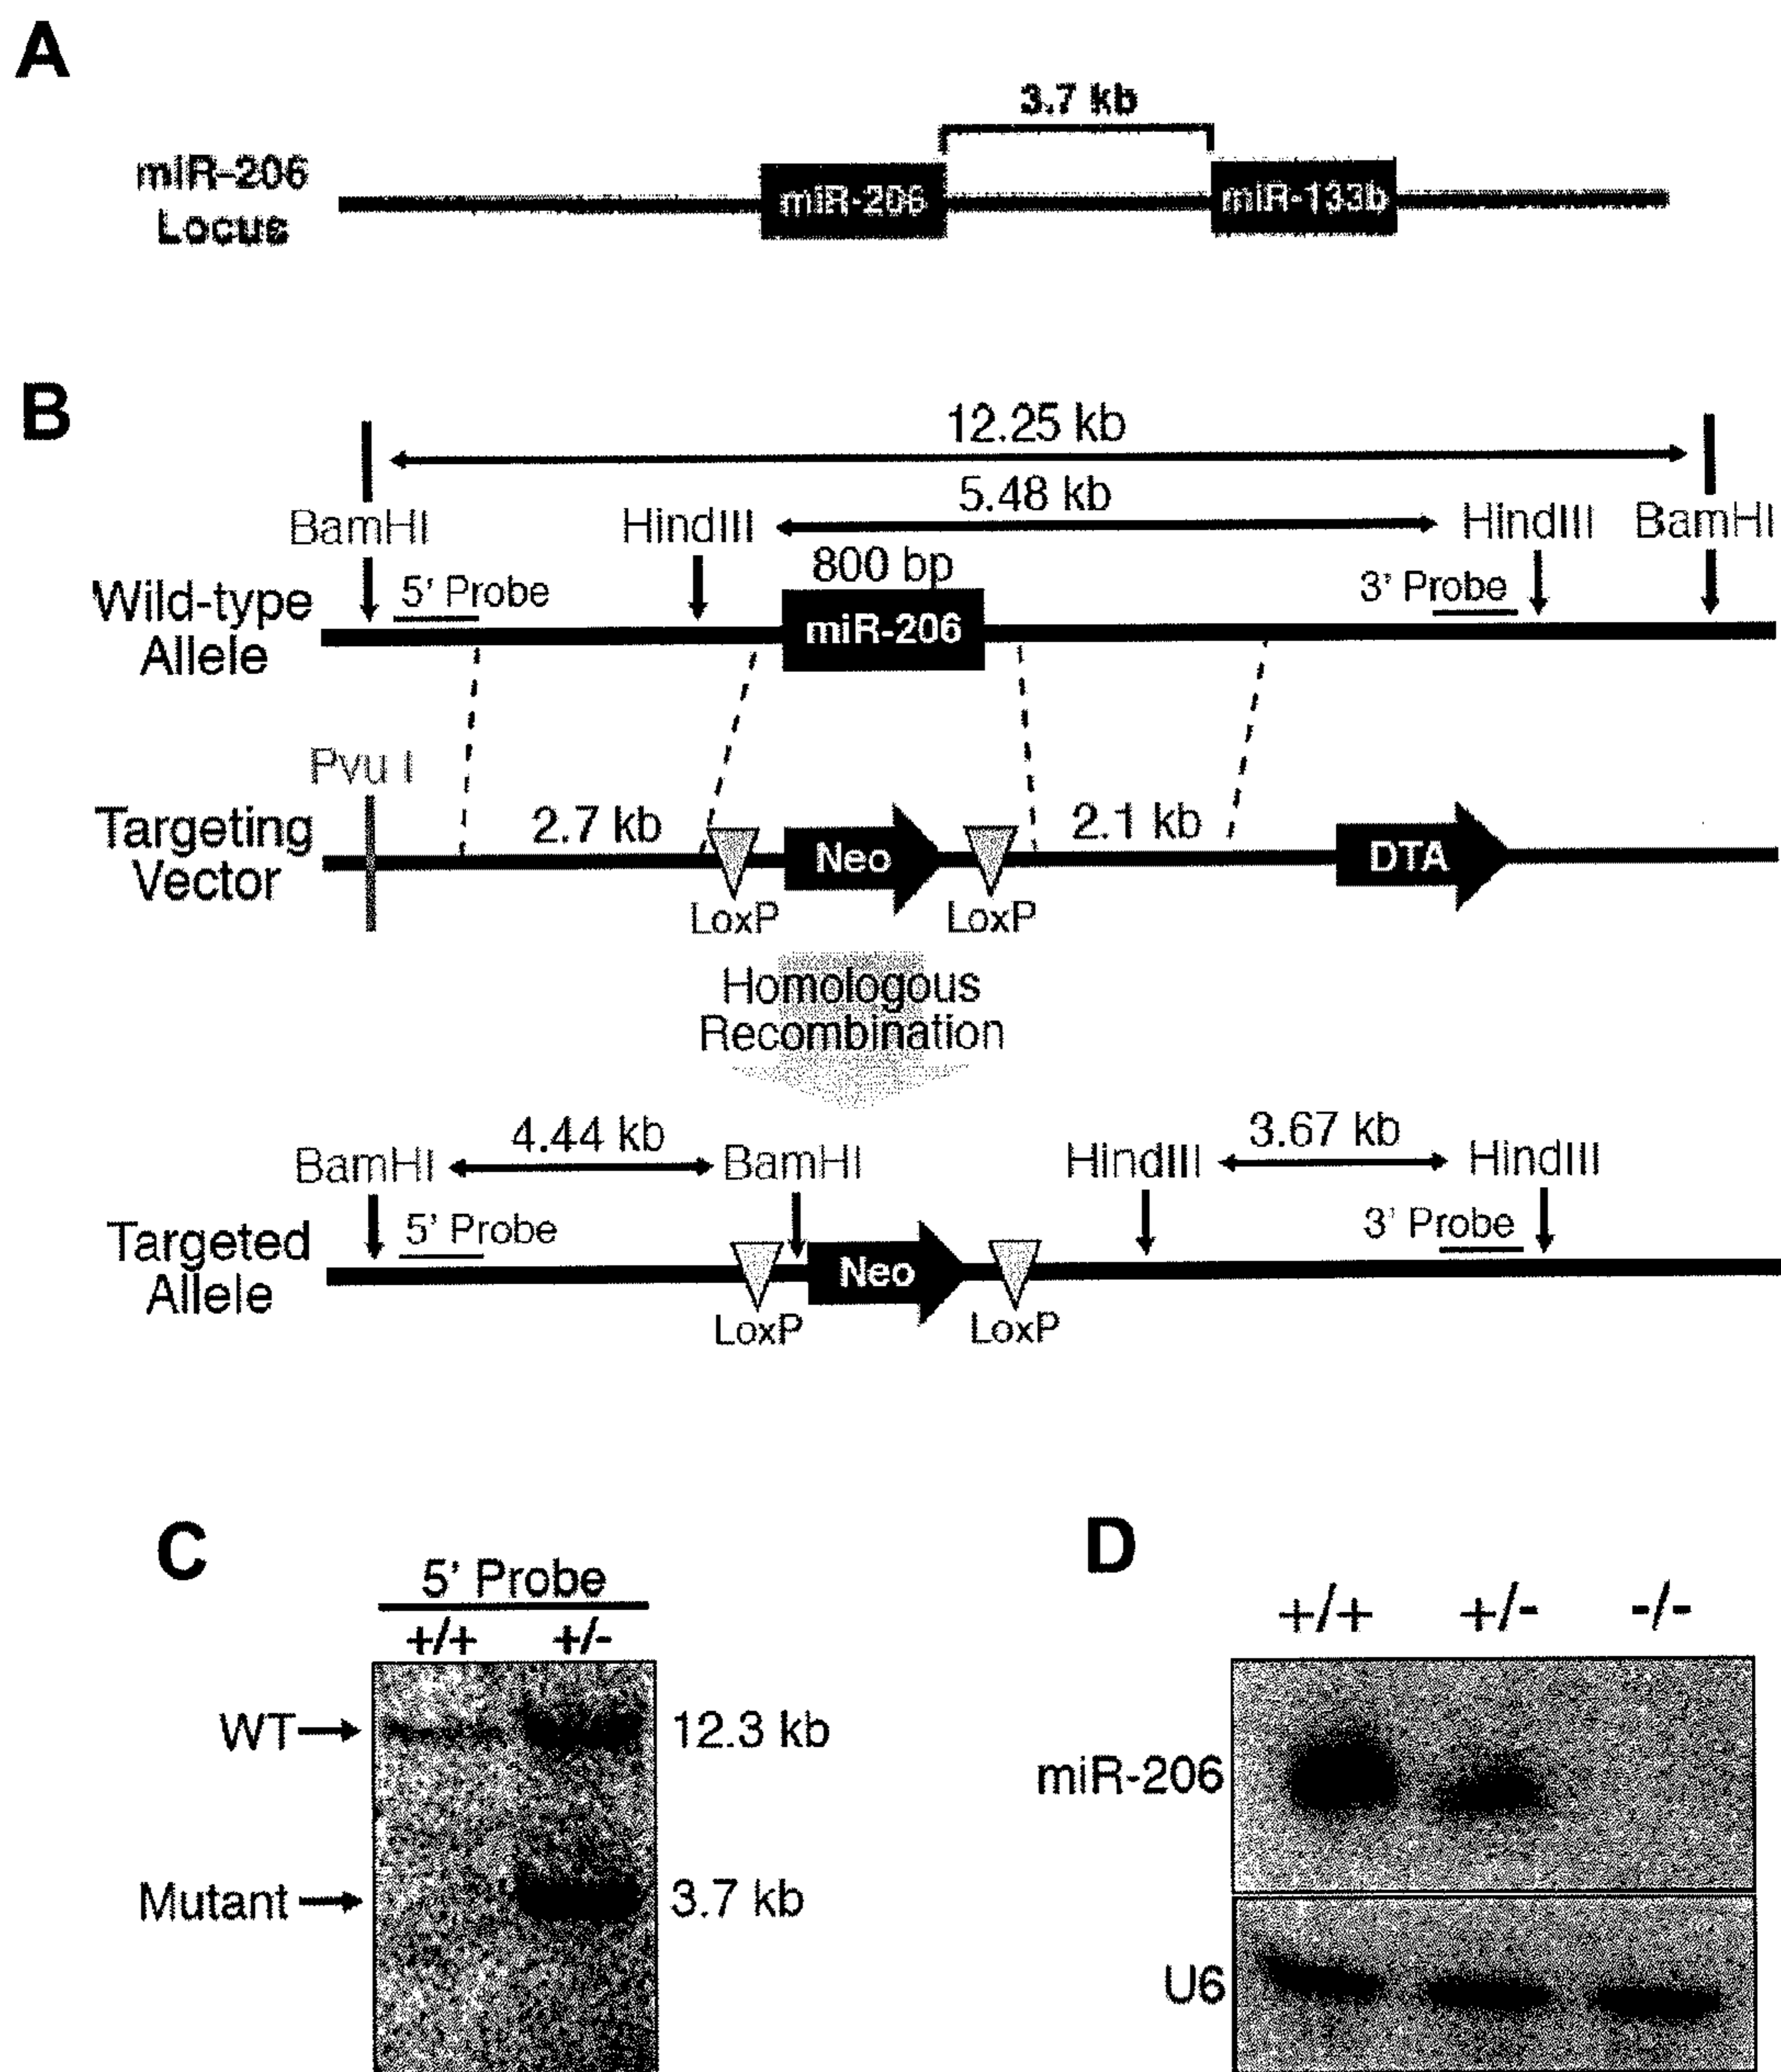 A
3.7 kb
miR-206
Locus
miR-206
miR-133b
B
12.25 kb
5.48 kb
BamHI HindIII HindIII BamHI
800 bp
Wild-type
Allele
5' Probe
miR-206
3' Probe
Pvu I
Targeting
Vector
2.7 kb
Neo
2.1 kb
DTA
LoxP LoxP
Homologous
Recombination
4.44 kb
3.67 kb
BamHI BamHI HindIII HindIII
Targeted
Allele
5' Probe
Neo
3' Probe
LoxP LoxP
C
5' Probe
+/+ +/-
WT
12.3 kb
Mutant
3.7 kb
D
+/+ +/- -/-
miR-206
U6